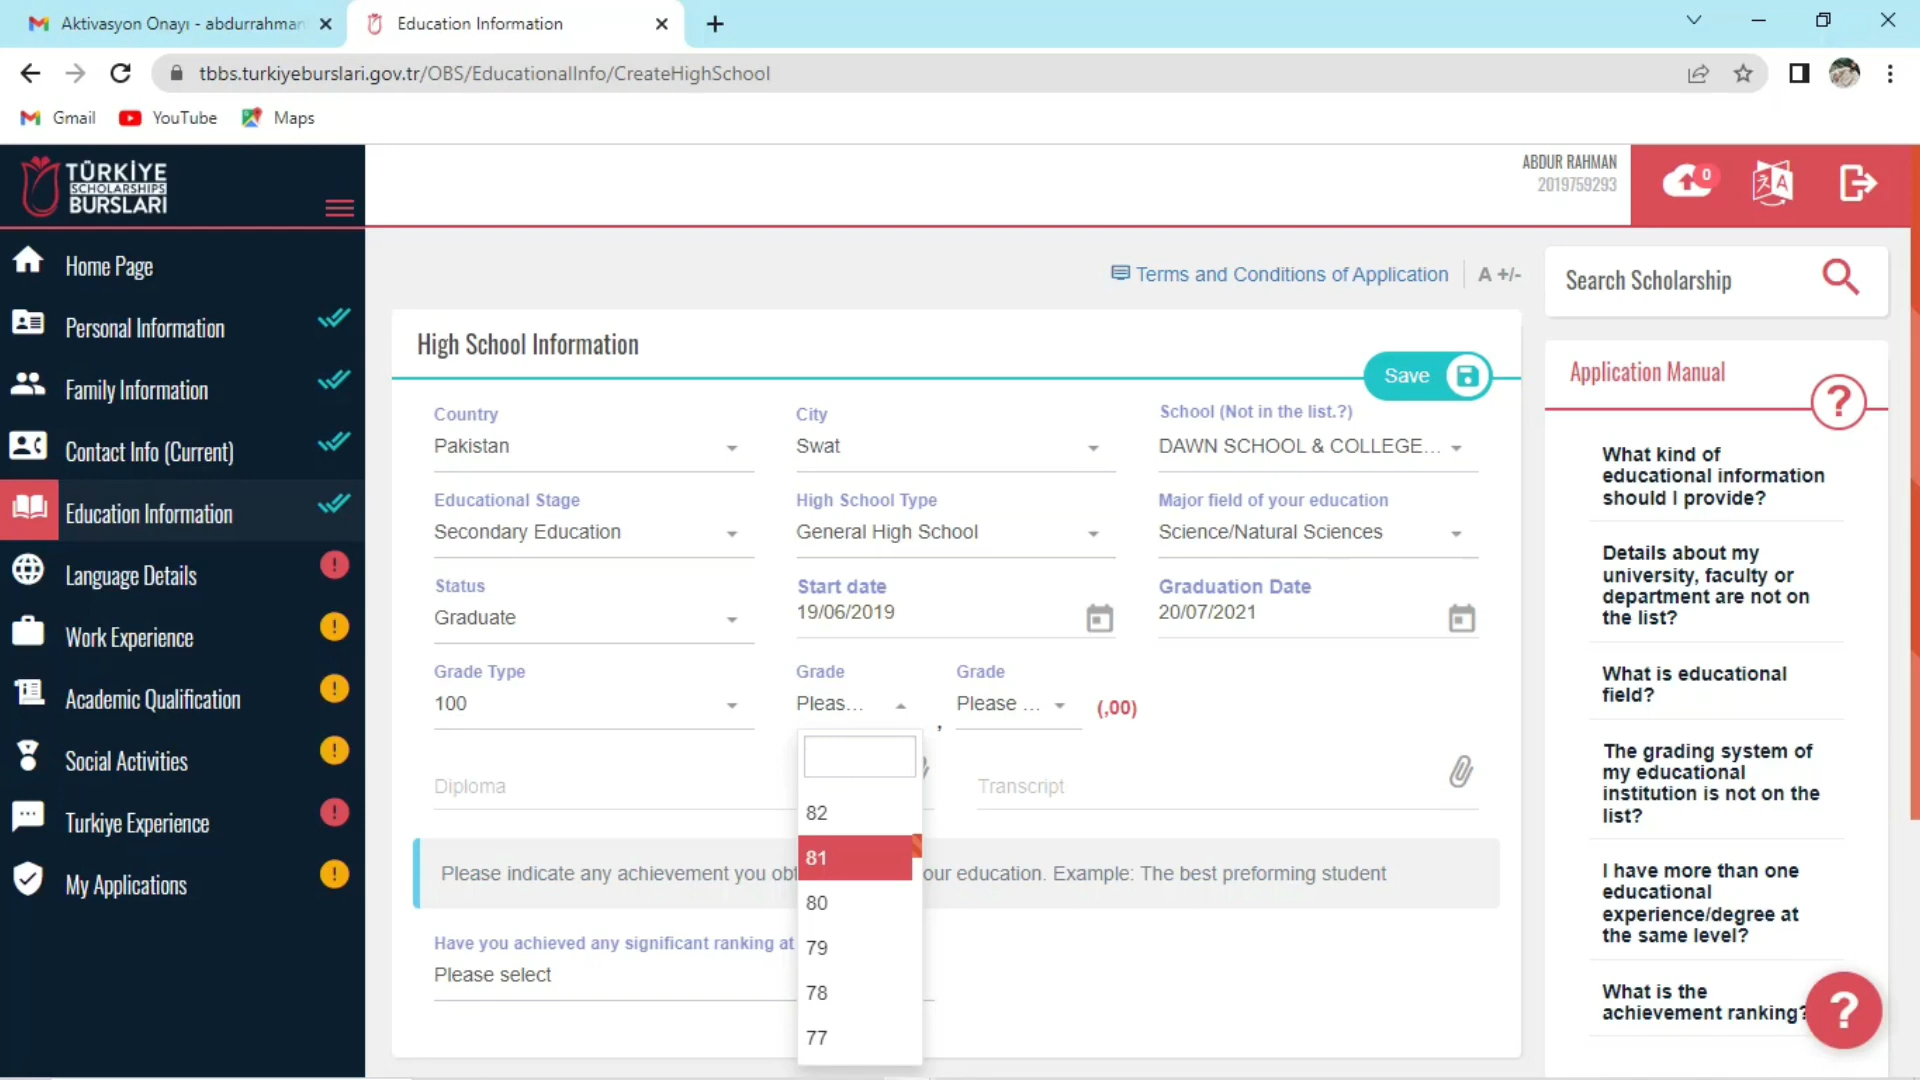 Aktivasyon Onayı - abdurrahman
Education Information
tbbs.turkiyeburslari.gov.tr/OBS/EducationalInfo/CreateHighSchool
Gmail
YouTube
Maps
TÜRKİYE
SCHOLARSHIPS
BURSLARI
ABDUR RAHMAN
2019759293
0
Home Page
Personal Information
Family Information
Contact Info (Current)
Education Information
Language Details
Work Experience
Academic Qualification
Social Activities
Turkiye Experience
My Applications
Terms and Conditions of Application
A +/-
High School Information
Save
Country
Pakistan
City
Swat
School (Not in the list.?)
DAWN SCHOOL & COLLEGE...
Educational Stage
Secondary Education
High School Type
General High School
Major field of your education
Science/Natural Sciences
Status
Graduate
Start date
19/06/2019
Graduation Date
20/07/2021
Grade Type
100
Grade
Pleas...
,
Grade
Please ...
(,00)
82
81
80
79
78
77
Diploma
Transcript
Please indicate any achievement you obt
our education. Example: The best preforming student
Have you achieved any significant ranking at
Please select
Search Scholarship
Application Manual
?
What kind of
educational information
should I provide?
Details about my
university, faculty or
department are not on
the list?
What is educational
field?
The grading system of
my educational
institution is not on the
list?
I have more than one
educational
experience/degree at
the same level?
What is the
achievement ranking?
?